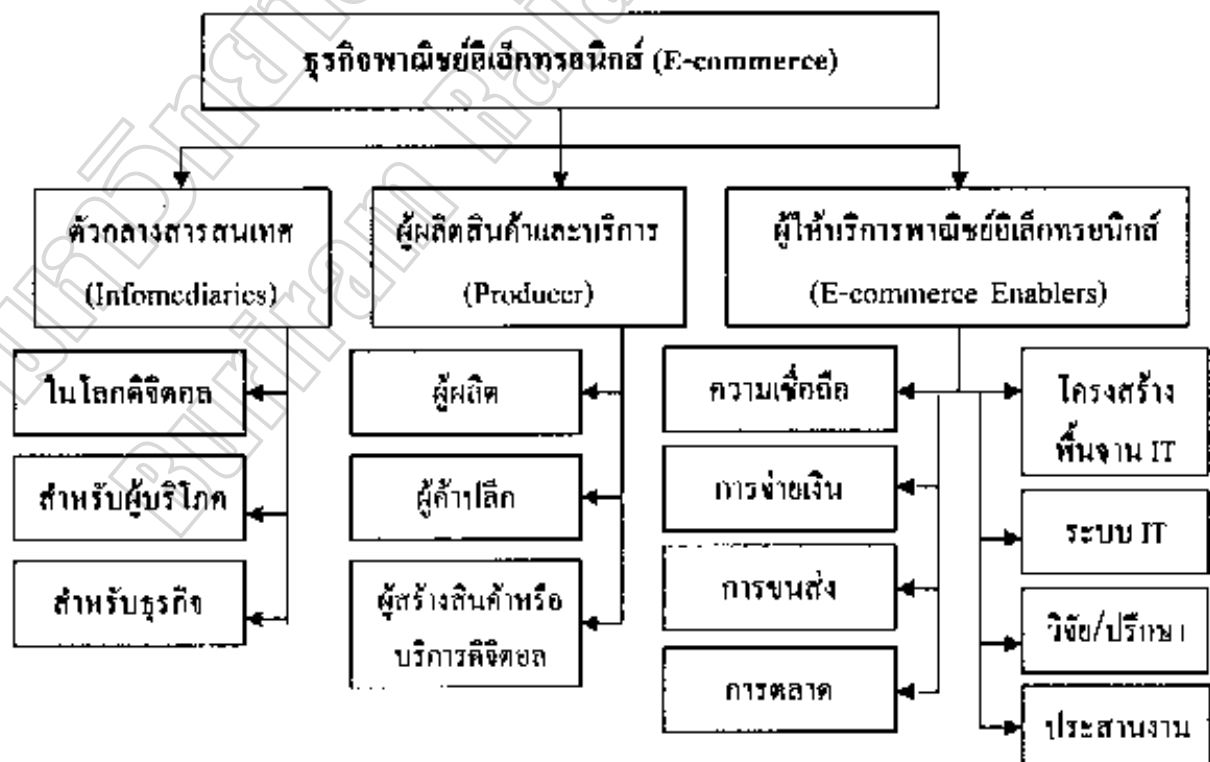 ธุรกิจพาณิชย์อิเล็กทรอนิกส์ (E-commerce)
ตัวกลางสารสนเทศ
(Infomediaries)
ผู้ผลิตสินค้าและบริการ
(Producer)
ผู้ให้บริการพาณิชย์อิเล็กทรอนิกส์
(E-commerce Enablers)
ในโลกดิจิตอล
สำหรับผู้บริโภค
สำหรับธุรกิจ
ผู้ผลิต
ผู้ค้าปลีก
ผู้สร้างสินค้าหรือ
บริการดิจิตอล
ความเชื่อถือ
การจ่ายเงิน
การขนส่ง
การตลาด
โครงสร้าง
พื้นฐาน IT
ระบบ IT
วิจัย/ปรึกษา
ประสานงาน
Buriram